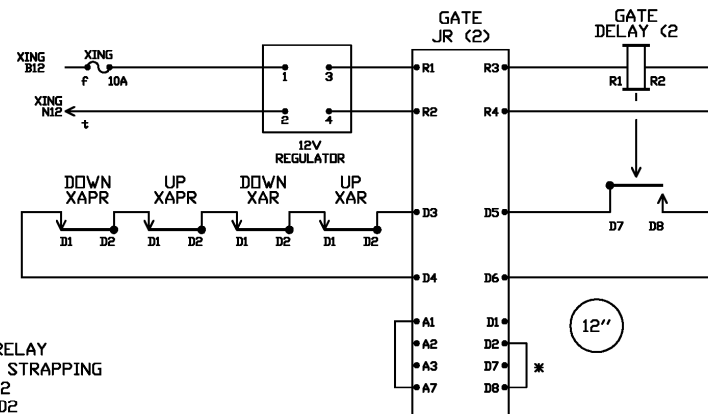 GATE
JR (2)
GATE
DELAY (2
XING
B12
XING
f 10A
1 3
R1 R3
R1 R2
XING
N12
t
2 4
R2 R4
12V
REGULATOR
DOWN
XAPR
UP
XAPR
DOWN
XAR
UP
XAR
D1 D2 D1 D2 D1 D2 D1 D2
D3 D5
D7 D8
D4 D6
A1 D1
A2 D2
A3 D7
A7 D8
*
12"
RELAY
STRAPPING
2
D2